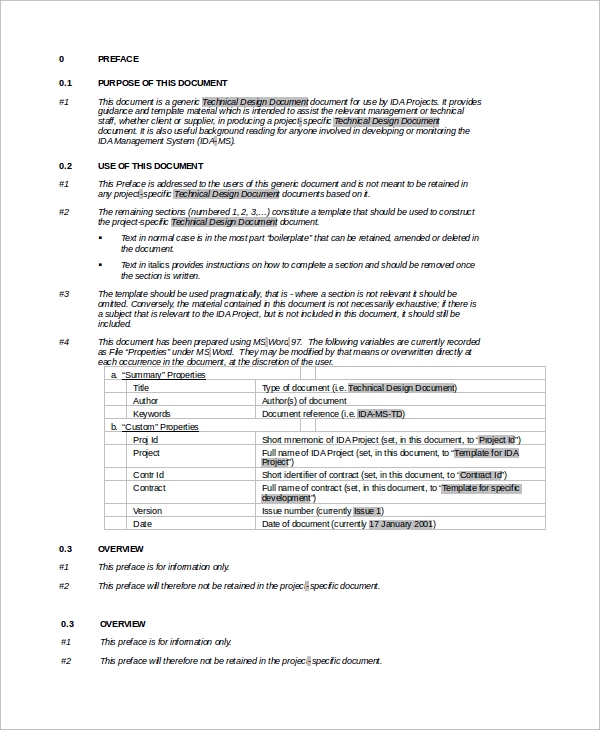 0 PREFACE
0.1 PURPOSE OF THIS DOCUMENT
#1 This document is a generic Technical Design Document document for use by IDA Projects. It provides
guidance and template material which is intended to assist the relevant management or technical
staff, whether client or supplier, in producing a project-specific Technical Design Document
document. It is also useful background reading for anyone involved in developing or monitoring the
IDA Management System (IDA-MS).
0.2 USE OF THIS DOCUMENT
#1 This Preface is addressed to the users of this generic document and is not meant to be retained in
any project-specific Technical Design Document documents based on it.
#2 The remaining sections (numbered 1, 2, 3,...) constitute a template that should be used to construct
the project-specific Technical Design Document document.
▪ Text in normal case is in the most part "boilerplate" that can be retained, amended or deleted in
the document.
▪ Text in italics provides instructions on how to complete a section and should be removed once
the section is written.
#3 The template should be used pragmatically, that is - where a section is not relevant it should be
omitted. Conversely, the material contained in this document is not necessarily exhaustive; if there is
a subject that is relevant to the IDA Project, but is not included in this document, it should still be
included.
#4 This document has been prepared using MS Word 97. The following variables are currently recorded
as File "Properties" under MS Word. They may be modified by that means or overwritten directly at
each occurrence in the document, at the discretion of the user.
a. "Summary" Properties
Title Type of document (i.e. Technical Design Document)
Author Author(s) of document
Keywords Document reference (i.e. IDA-MS-TD)
b. "Custom" Properties
Proj Id Short mnemonic of IDA Project (set, in this document, to "Project Id")
Project Full name of IDA Project (set, in this document, to "Template for IDA
Project")
Contr Id Short identifier of contract (set, in this document, to "Contract Id")
Contract Full name of contract (set, in this document, to "Template for specific
development")
Version Issue number (currently Issue 1)
Date Date of document (currently 17 January 2001)
0.3 OVERVIEW
#1 This preface is for information only.
#2 This preface will therefore not be retained in the project-specific document.
0.3 OVERVIEW
#1 This preface is for information only.
#2 This preface will therefore not be retained in the project-specific document.